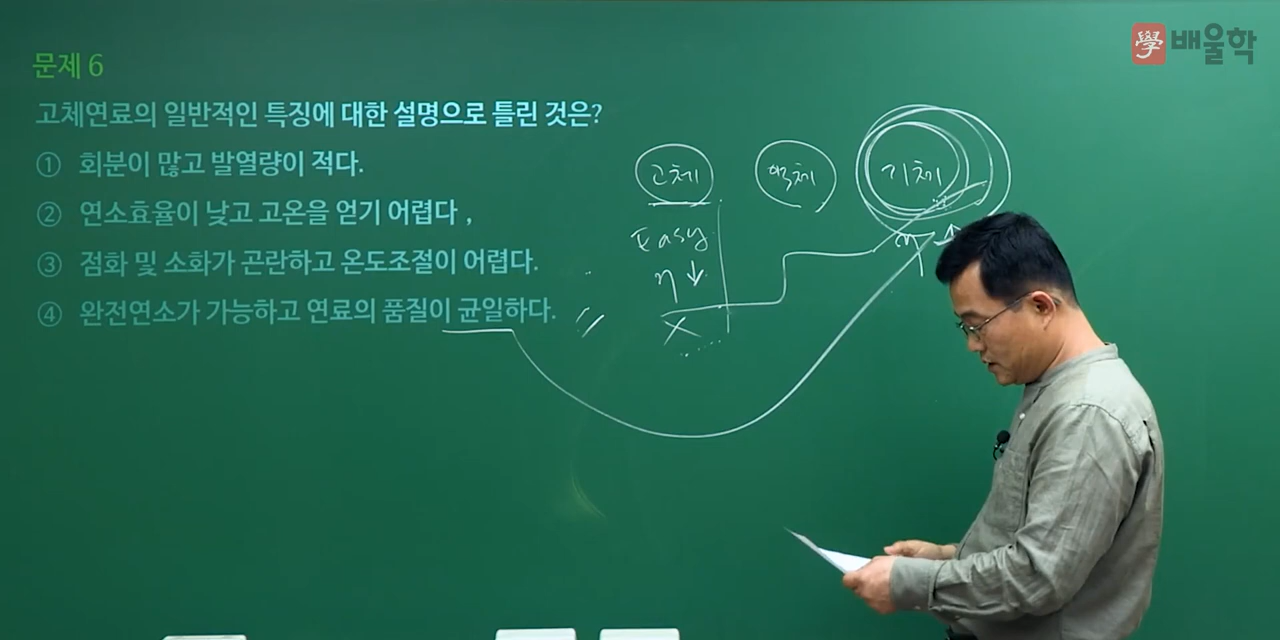 學 배울학
문제 6
고체연료의 일반적인 특징에 대한 설명으로 틀린 것은?
① 회분이 많고 발열량이 적다.
② 연소효율이 낮고 고온을 얻기 어렵다 ,
③ 점화 및 소화가 곤란하고 온도조절이 어렵다.
④ 완전연소가 가능하고 연료의 품질이 균일하다.
고체 액체 기체
Easy
η ↓
η ↑
X